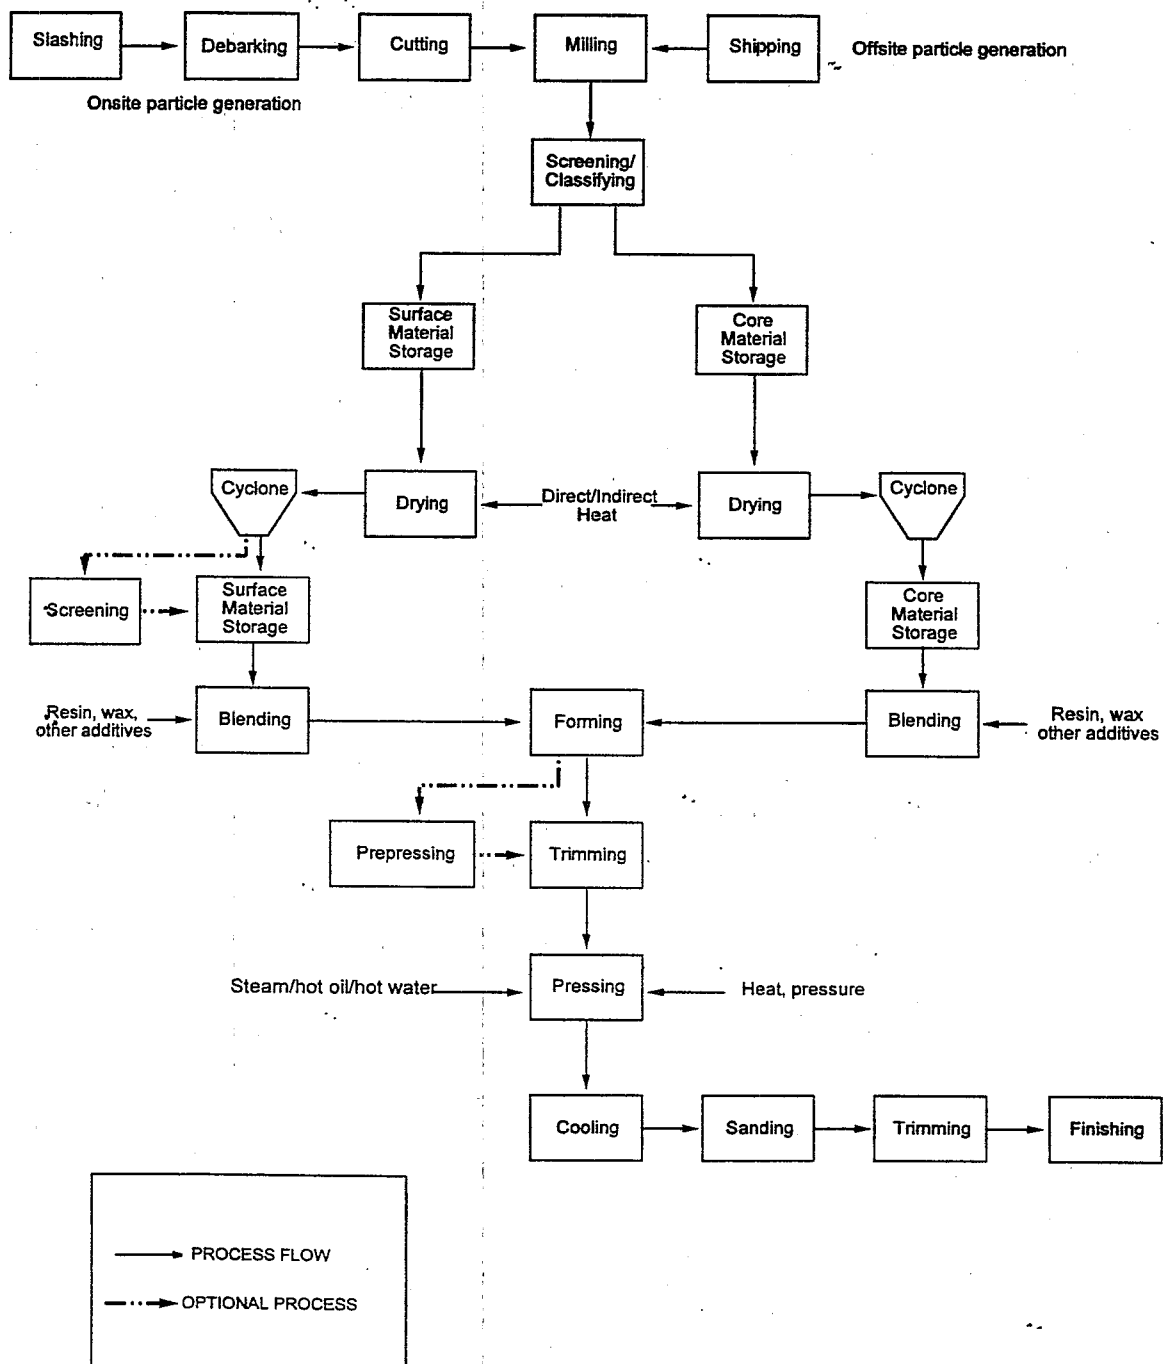 Slashing
Debarking
Cutting
Milling
Shipping
Offsite particle generation
Onsite particle generation
Screening/
Classifying
Surface
Material
Storage
Core
Material
Storage
Cyclone
Drying
Direct/Indirect
Heat
Drying
Cyclone
Screening
Surface
Material
Storage
Core
Material
Storage
Resin, wax,
other additives
Blending
Forming
Blending
Resin, wax
other additives
Prepressing
Trimming
Steam/hot oil/hot water
Pressing
Heat, pressure
Cooling
Sanding
Trimming
Finishing
PROCESS FLOW
OPTIONAL PROCESS